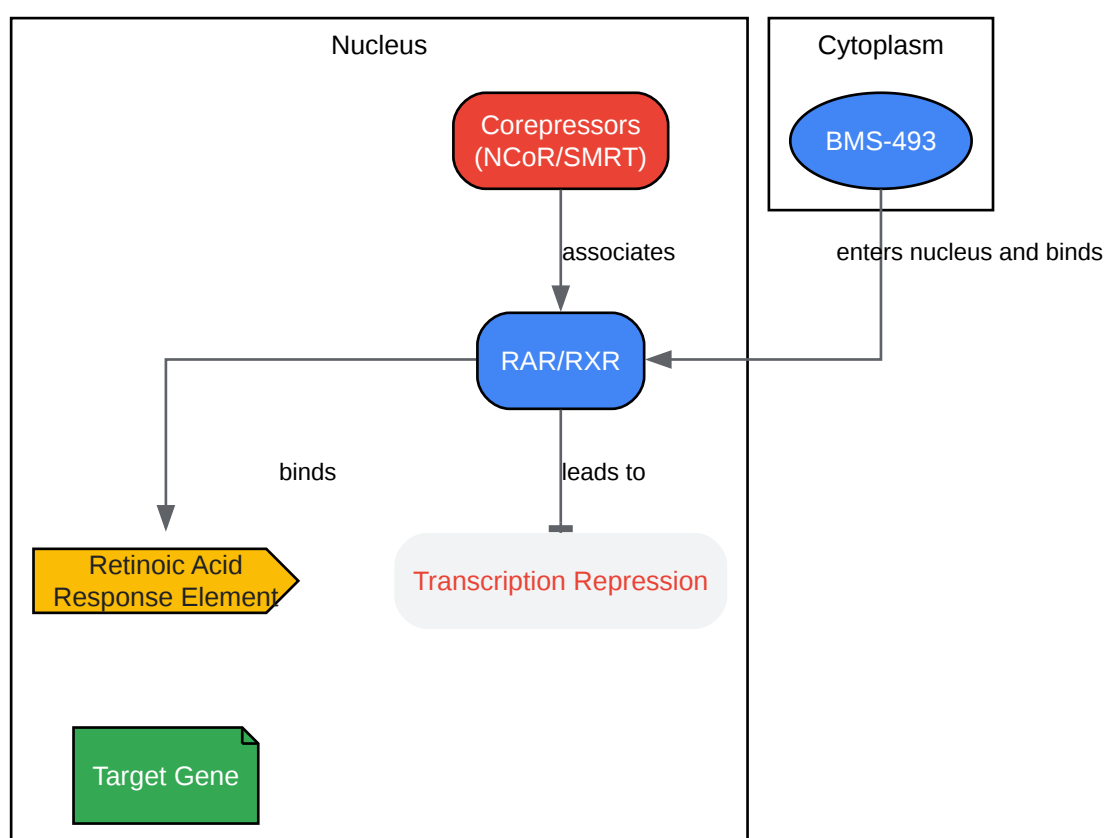 Nucleus
Cytoplasm
Corepressors
(NCoR/SMRT)
BMS-493
associates
enters nucleus and binds
RAR/RXR
binds
leads to
Retinoic Acid
Response Element
Transcription Repression
Target Gene